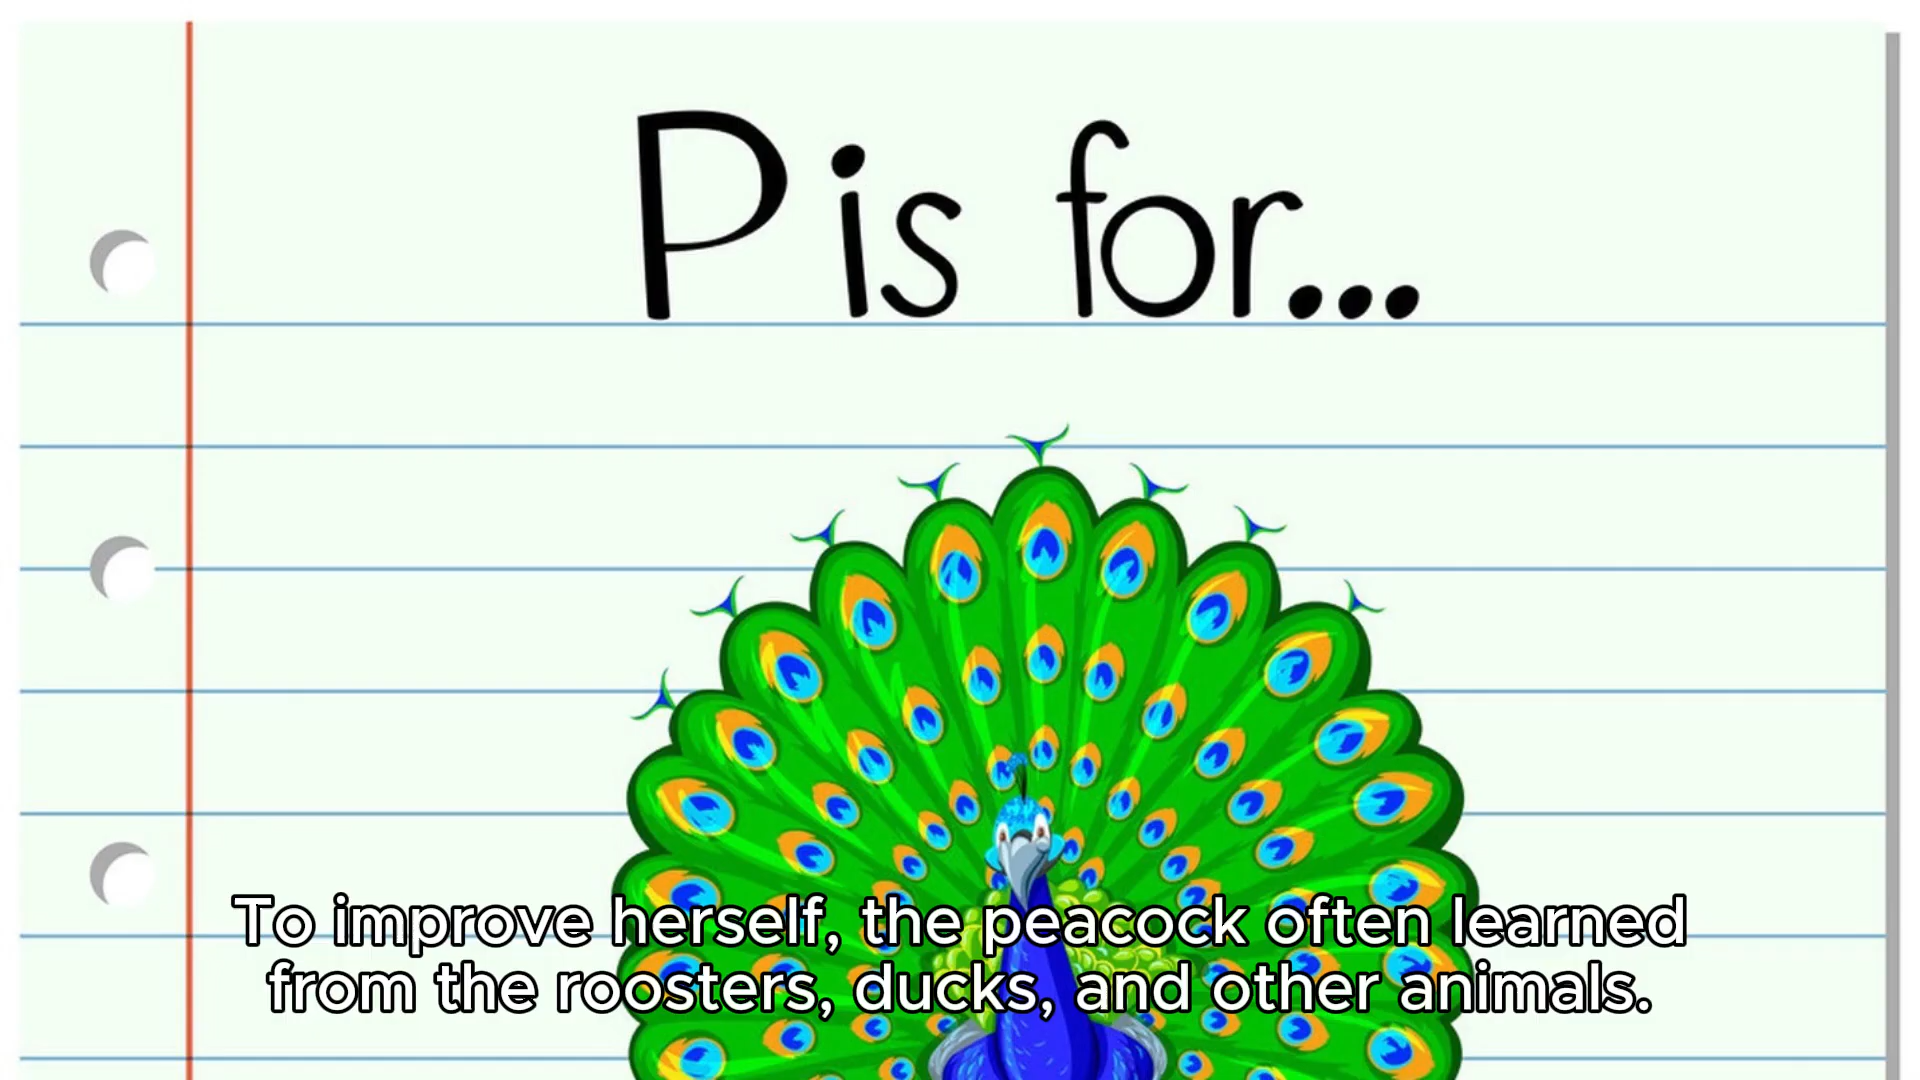 P is for...
To improve herself, the peacock often learned
from the roosters, ducks, and other animals.